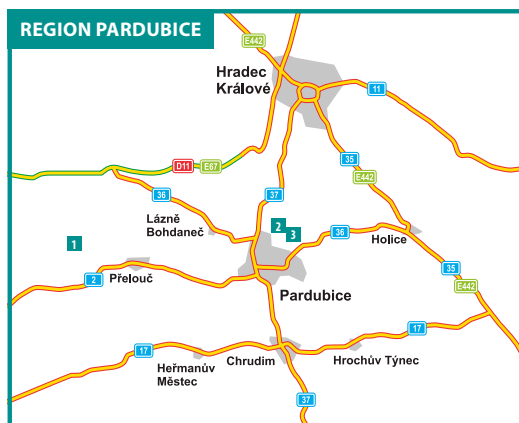 REGION PARDUBICE
E442
Hradec
Králové
11
D11
E67
35
E442
36
37
Lázně
Bohdaneč
2
3
36
Holice
1
2
Přelouč
35
E442
Pardubice
17
17
Heřmanův
Městec
Chrudim
Hrochův Týnec
37